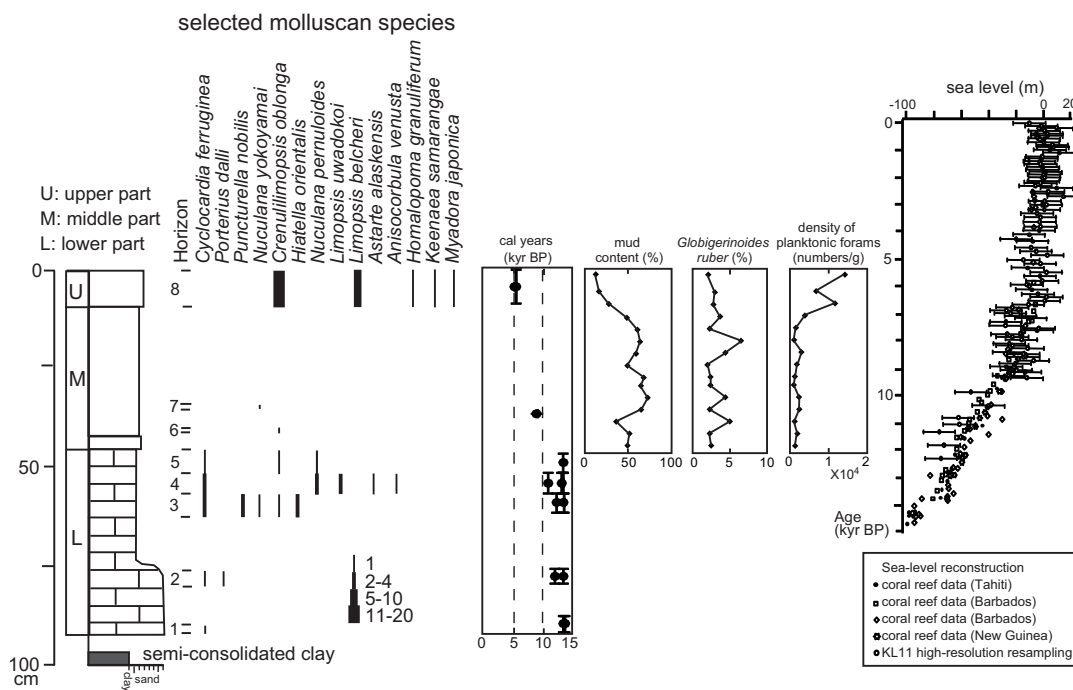 selected molluscan species
U: upper part
M: middle part
L: lower part
Horizon
Cyclocardia ferruginea
Porterius dalli
Puncturella nobilis
Nuculana yokoyamai
Crenulilimopsis oblonga
Hiatella orientalis
Nuculana pernuloides
Limopsis uwadokoi
Limopsis belcheri
Astarte alaskensis
Anisocorbula venusta
Homalopoma granuliferum
Keenaea samarangae
Myadora japonica
0
50
100
cm
U
M
L
8
7
6
5
4
3
2
1
1
2-4
5-10
11-20
semi-consolidated clay
clay
sand
cal years
(kyr BP)
0 5 10 15
mud
content (%)
0 50 100
Globigerinoides
ruber (%)
0 5 10
density of
planktonic forams
(numbers/g)
0 1 2
X10⁴
sea level (m)
-100 0
0
5
10
Age
(kyr BP)
Sea-level reconstruction
coral reef data (Tahiti)
coral reef data (Barbados)
coral reef data (Barbados)
coral reef data (New Guinea)
KL11 high-resolution resampling